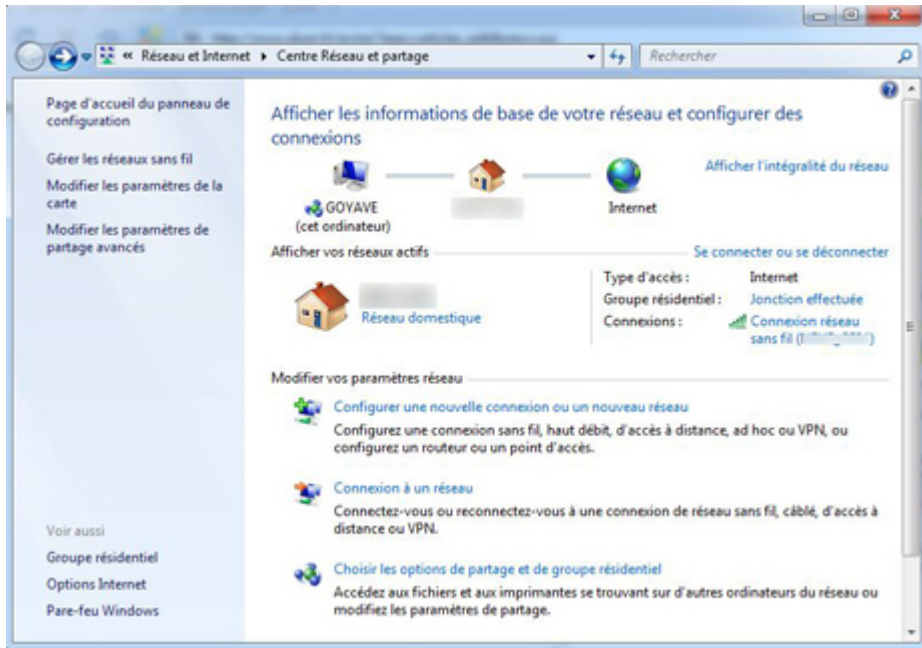 « Réseau et Internet ▸ Centre Réseau et partage
Rechercher
Page d'accueil du panneau de
configuration
Gérer les réseaux sans fil
Modifier les paramètres de la
carte
Modifier les paramètres de
partage avancés
Voir aussi
Groupe résidentiel
Options Internet
Pare-feu Windows
Afficher les informations de base de votre réseau et configurer des
connexions
Afficher l'intégralité du réseau
GOYAVE
(cet ordinateur)
Internet
Afficher vos réseaux actifs
Se connecter ou se déconnecter
Réseau domestique
Type d'accès : Internet
Groupe résidentiel : Jonction effectuée
Connexions : Connexion réseau
sans fil (
Modifier vos paramètres réseau
Configurer une nouvelle connexion ou un nouveau réseau
Configurez une connexion sans fil, haut débit, d'accès à distance, ad hoc ou VPN, ou
configurez un routeur ou un point d'accès.
Connexion à un réseau
Connectez-vous ou reconnectez-vous à une connexion de réseau sans fil, câblé, d'accès à
distance ou VPN.
Choisir les options de partage et de groupe résidentiel
Accédez aux fichiers et aux imprimantes se trouvant sur d'autres ordinateurs du réseau ou
modifiez les paramètres de partage.